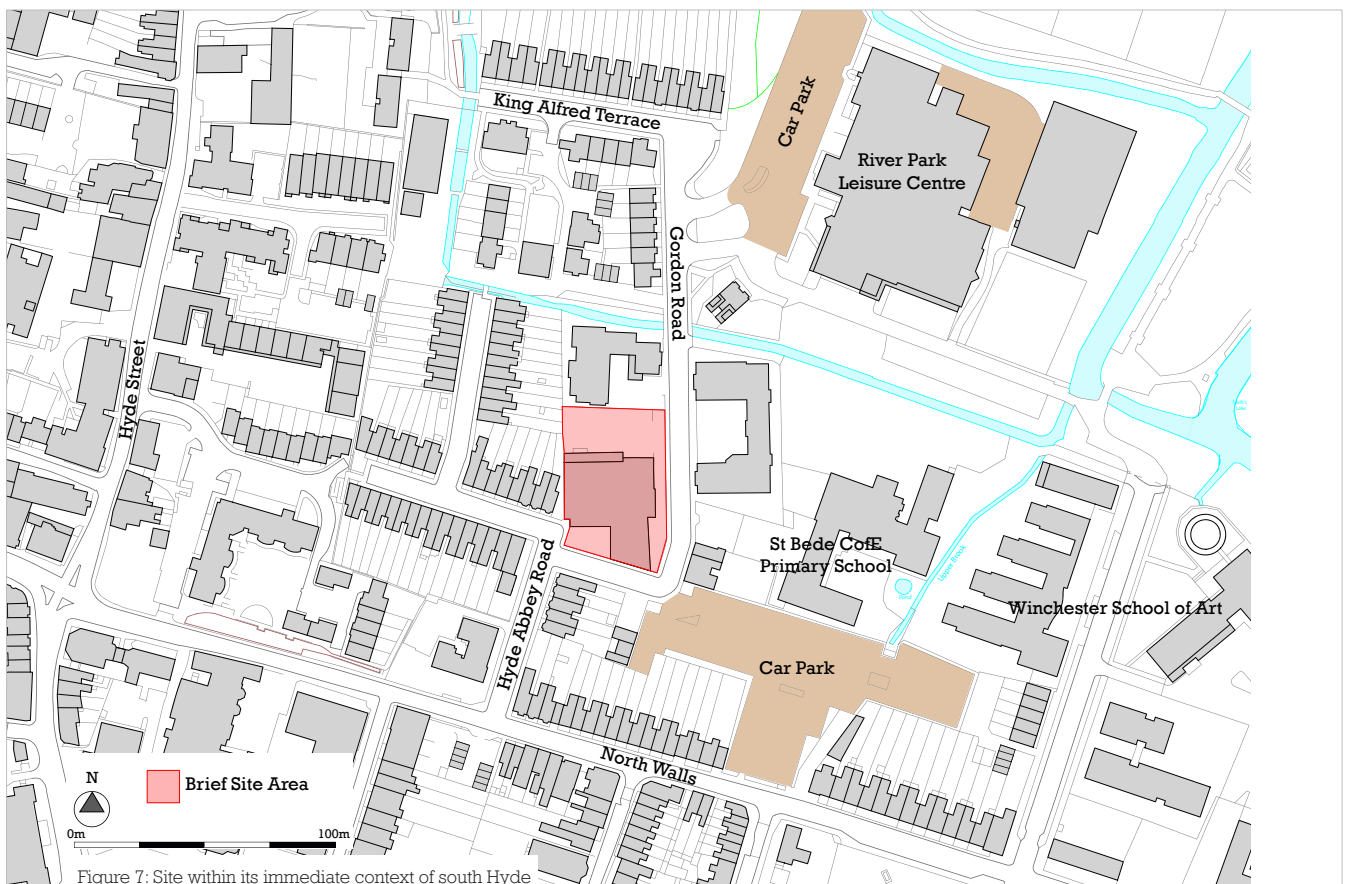 King Alfred Terrace
Car Park
River Park
Leisure Centre
Gordon Road
Hyde Street
St Bede CofE
Primary School
Upper Brook
Winchester School of Art
Hyde Abbey Road
Car Park
North Walls
N
Brief Site Area
0m
100m
Figure 7: Site within its immediate context of south Hyde